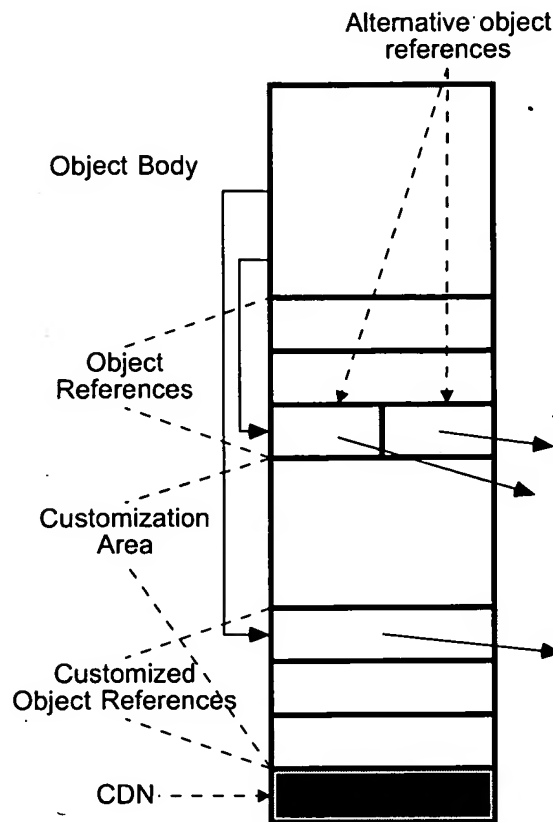 Alternative object
references
Object Body
Object
References
Customization
Area
Customized
Object References
CDN